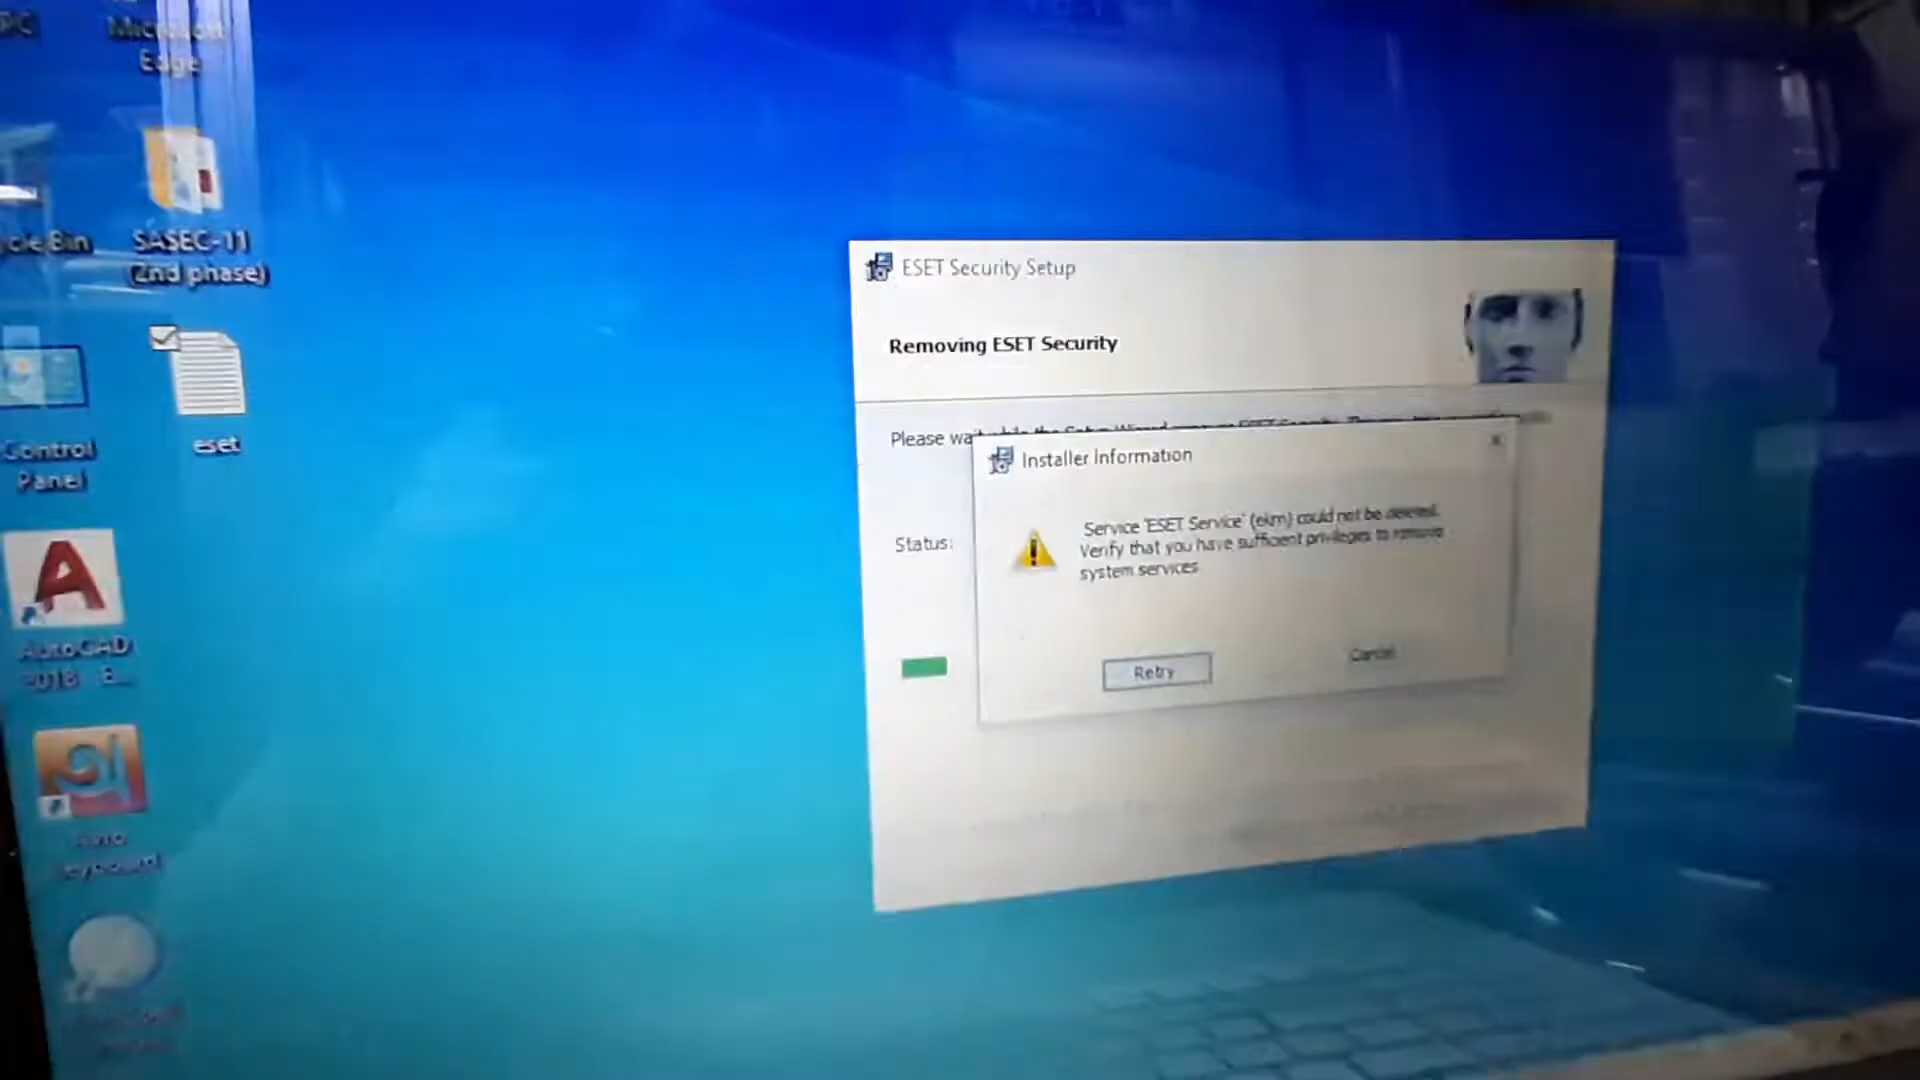 PC
Microsoft
Edge
SASEC-11
(2nd phase)
Control
Panel
eset
AutoCAD
2018
ESET Security Setup
Removing ESET Security
Please wait while the Setup Wizard
Installer Information
Service 'ESET Service' (ekrn) could not be deleted.
Verify that you have sufficient privileges to remove
system services
Status:
Retry
Cancel